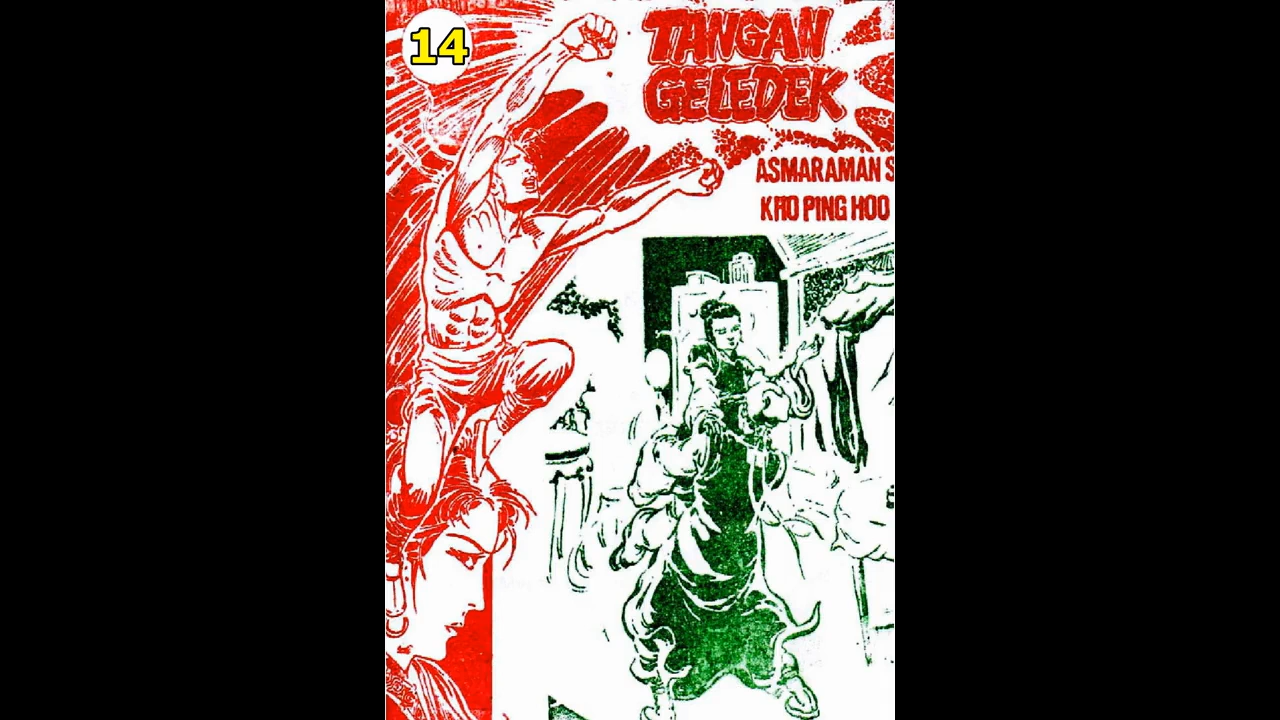 14
TANGAN
GELEDEK
ASMARAMAN S
KHO PING HOO